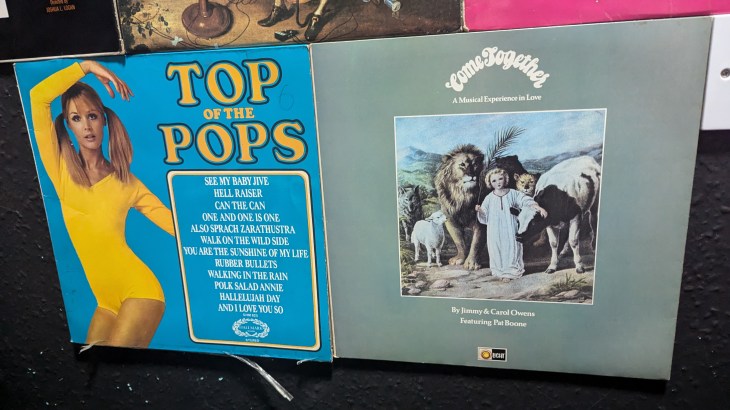 TOP
OF THE
POPS
SEE MY BABY JIVE
HELL RAISER
CAN THE CAN
ONE AND ONE IS ONE
ALSO SPRACH ZARATHUSTRA
WALK ON THE WILD SIDE
YOU ARE THE SUNSHINE OF MY LIFE
RUBBER BULLETS
WALKING IN THE RAIN
POLK SALAD ANNIE
HALLELUJAH DAY
AND I LOVE YOU SO
HALLMARK
Come Together
A Musical Experience in Love
By Jimmy & Carol Owens
Featuring Pat Boone
LIGHT